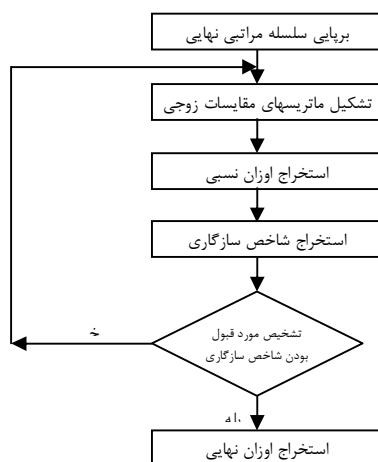 برپایی سلسله مراتبی نهایی
تشکیل ماتریسهای مقایسات زوجی
استخراج اوزان نسبی
استخراج شاخص سازگاری
تشخیص مورد قبول
بودن شاخص سازگاری
استخراج اوزان نهایی